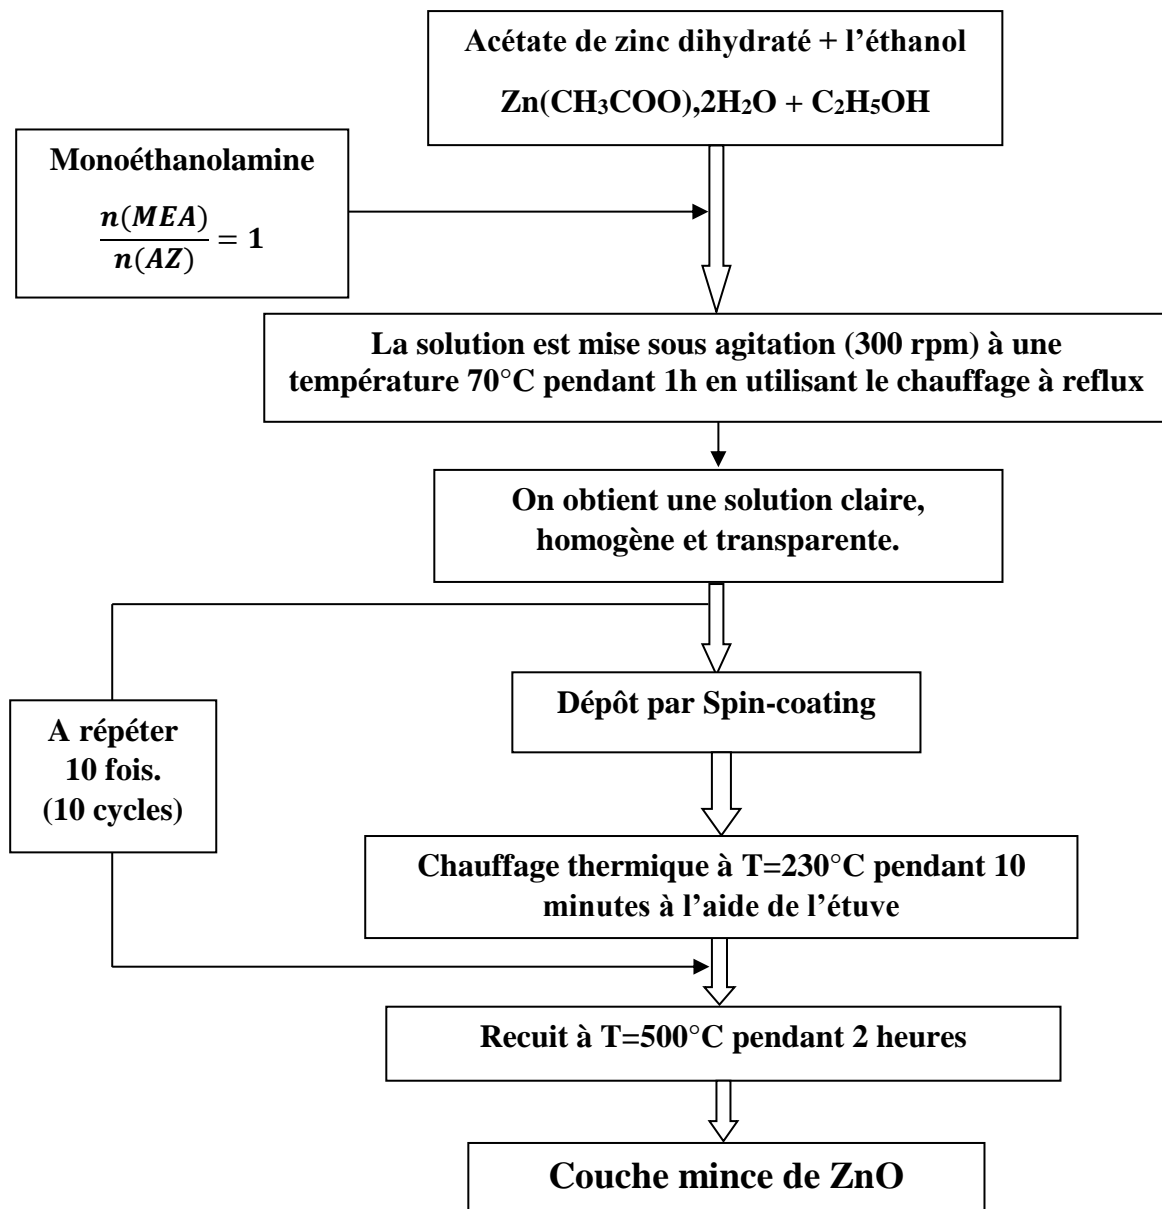 Acétate de zinc dihydraté + l'éthanol
Zn(CH₃COO),2H₂O + C₂H₅OH
Monoéthanolamine
n(MEA)
n(AZ)
= 1
La solution est mise sous agitation (300 rpm) à une
température 70°C pendant 1h en utilisant le chauffage à reflux
On obtient une solution claire,
homogène et transparente.
Dépôt par Spin-coating
A répéter
10 fois.
(10 cycles)
Chauffage thermique à T=230°C pendant 10
minutes à l'aide de l'étuve
Recuit à T=500°C pendant 2 heures
Couche mince de ZnO